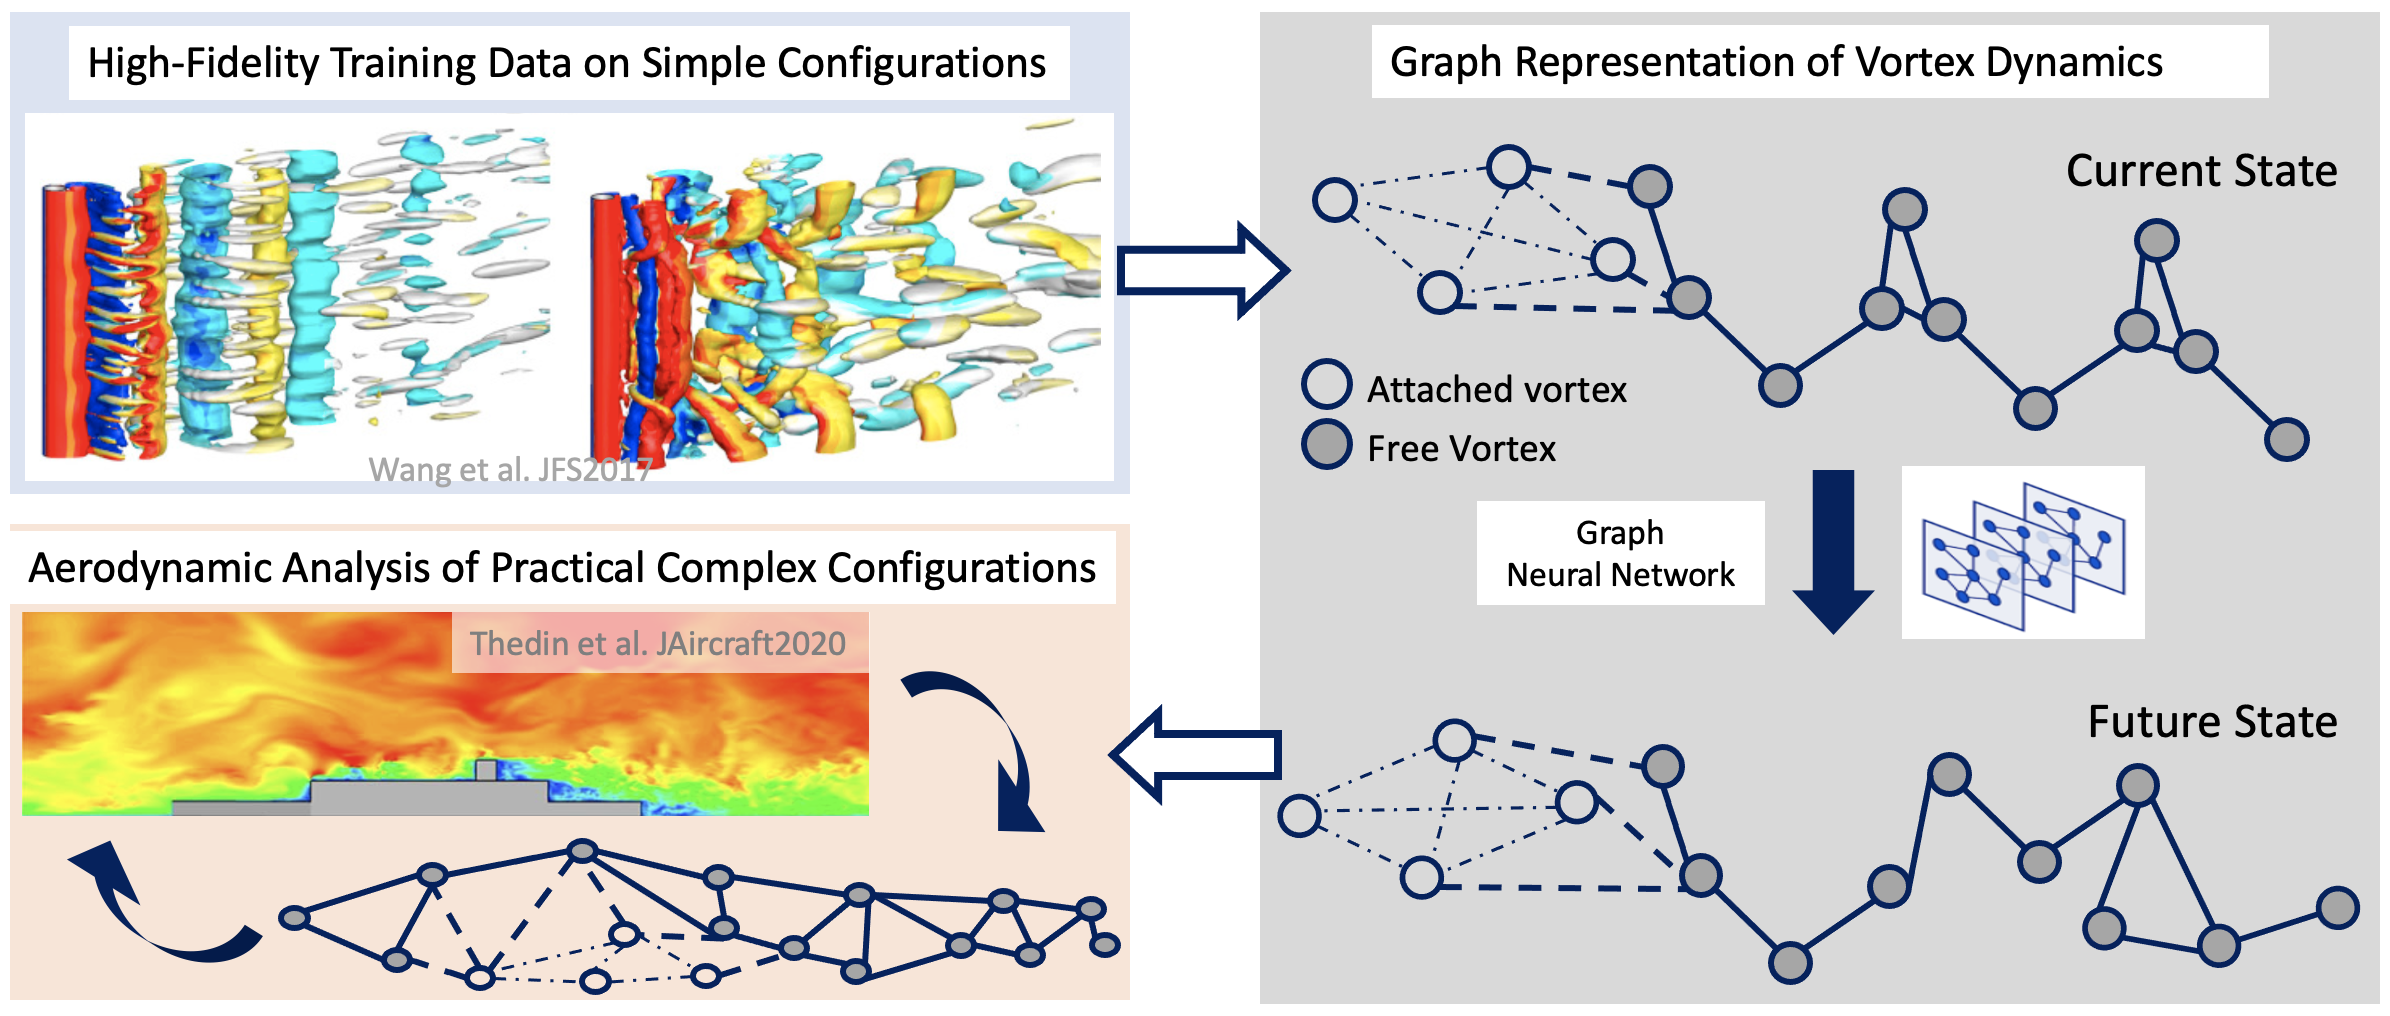 High-Fidelity Training Data on Simple Configurations
Wang et al. JFS2017
Graph Representation of Vortex Dynamics
Current State
Attached vortex
Free Vortex
Graph
Neural Network
Future State
Aerodynamic Analysis of Practical Complex Configurations
Thedin et al. JAircraft2020